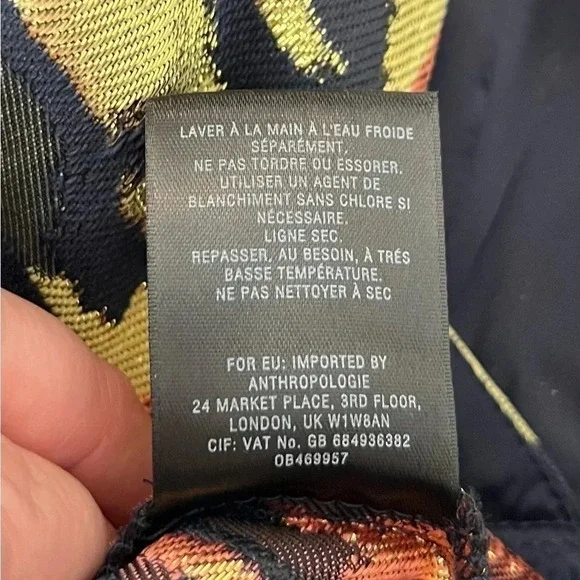 LAVER À LA MAIN À L'EAU FROIDE
SÉPARÉMENT.
NE PAS TORDRE OU ESSORER.
UTILISER UN AGENT DE
BLANCHIMENT SANS CHLORE SI
NÉCESSAIRE.
LIGNE SEC.
REPASSER, AU BESOIN, À TRÉS
BASSE TEMPÉRATURE.
NE PAS NETTOYER À SEC
FOR EU: IMPORTED BY
ANTHROPOLOGIE
24 MARKET PLACE, 3RD FLOOR,
LONDON, UK W1W8AN
CIF: VAT No. GB 684936382
OB469957